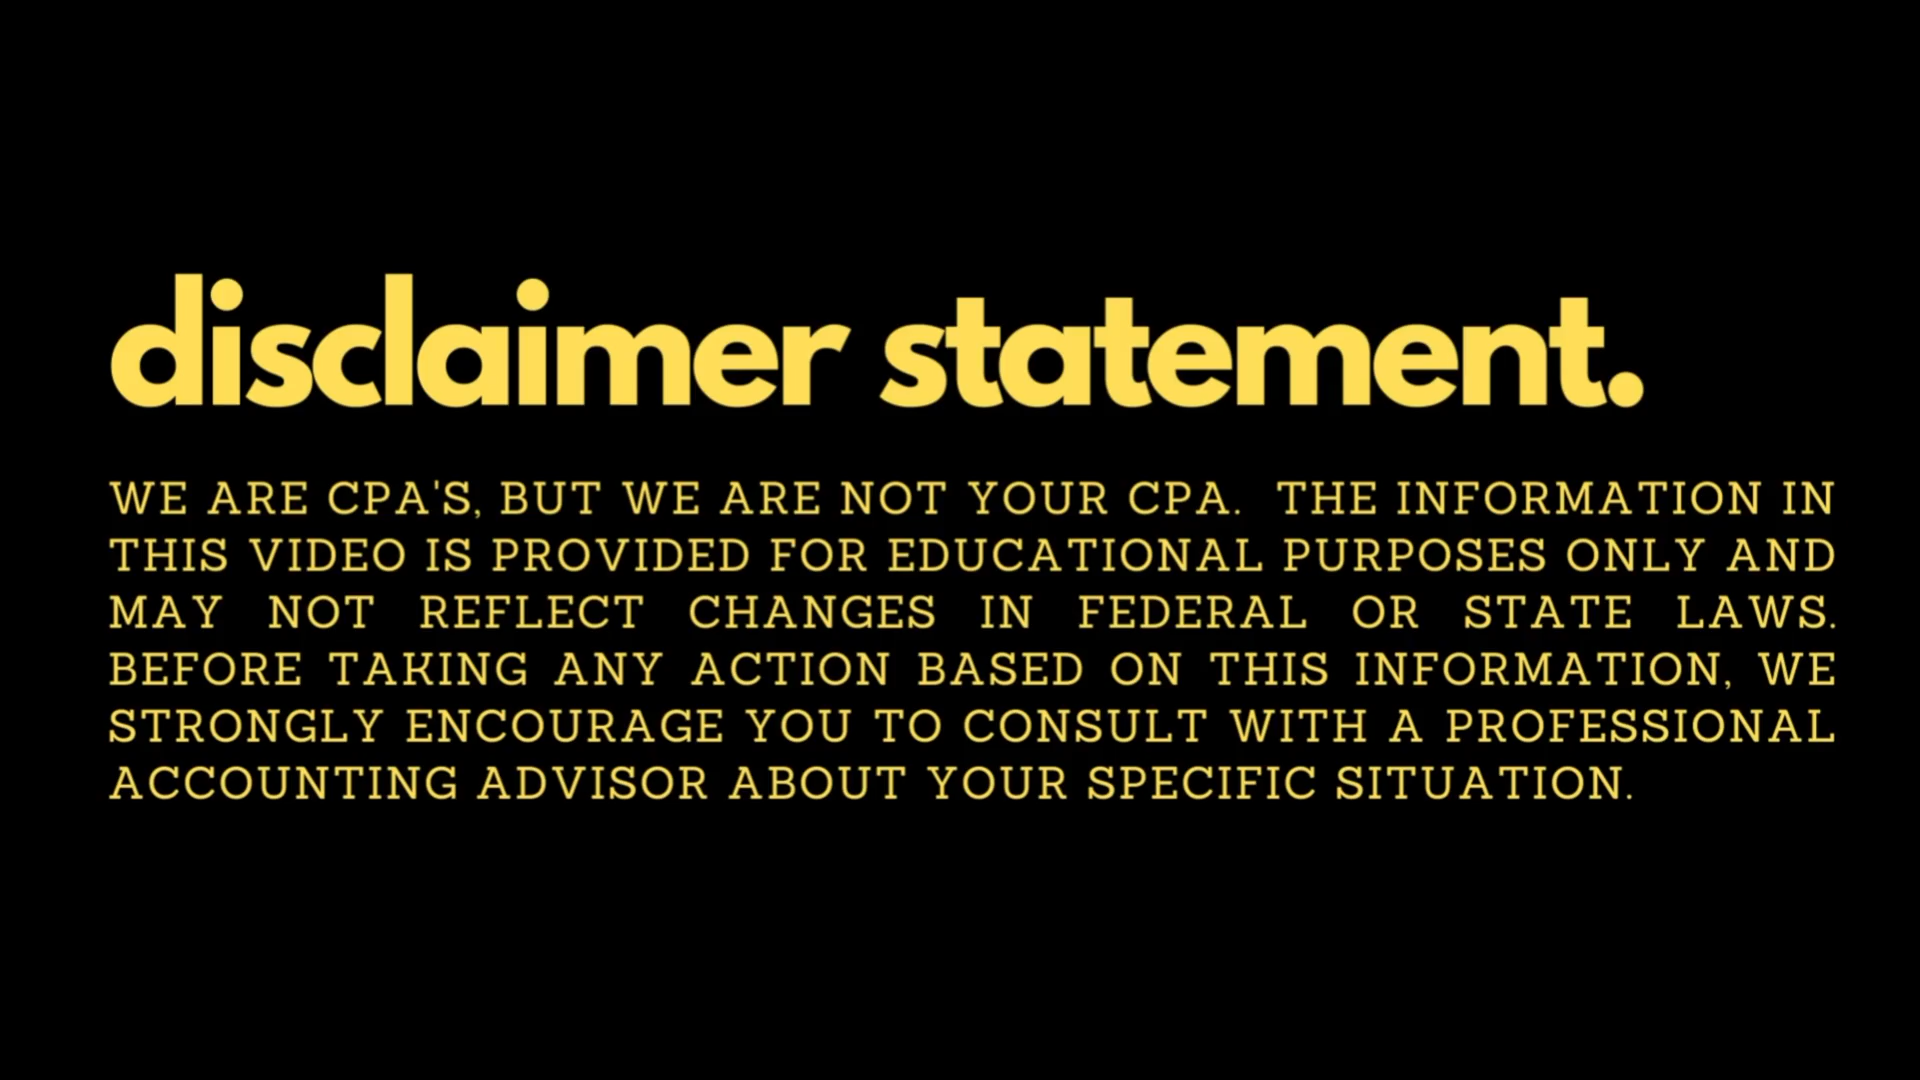 disclaimer statement.
WE ARE CPA'S, BUT WE ARE NOT YOUR CPA. THE INFORMATION IN
THIS VIDEO IS PROVIDED FOR EDUCATIONAL PURPOSES ONLY AND
MAY NOT REFLECT CHANGES IN FEDERAL OR STATE LAWS.
BEFORE TAKING ANY ACTION BASED ON THIS INFORMATION, WE
STRONGLY ENCOURAGE YOU TO CONSULT WITH A PROFESSIONAL
ACCOUNTING ADVISOR ABOUT YOUR SPECIFIC SITUATION.